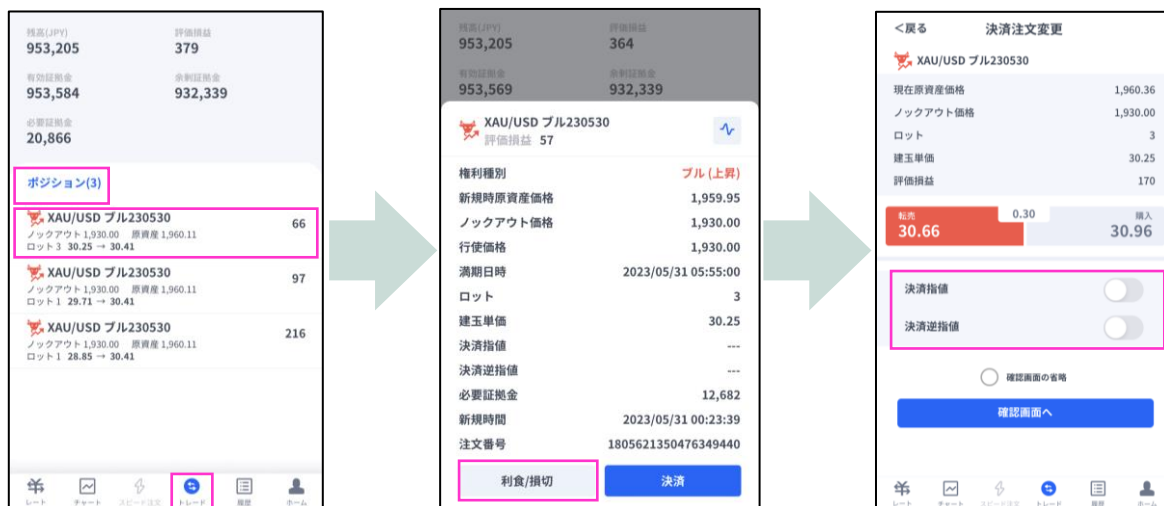 残高(JPY) 評価損益
953,205 379
有効証拠金 余剰証拠金
953,584 932,339
必要証拠金
20,866
ポジション(3)
XAU/USD ブル230530 66
ノックアウト 1,930.00 原資産 1,960.11
ロット 3 30.25 → 30.41
XAU/USD ブル230530 97
ノックアウト 1,930.00 原資産 1,960.11
ロット 1 29.71 → 30.41
XAU/USD ブル230530 216
ノックアウト 1,930.00 原資産 1,960.11
ロット 1 28.85 → 30.41
レート チャート スピード注文 トレード 履歴 ホーム
残高(JPY) 評価損益
953,205 364
有効証拠金 余剰証拠金
953,569 932,339
XAU/USD ブル230530
評価損益 57
権利種別 ブル (上昇)
新規時原資産価格 1,959.95
ノックアウト価格 1,930.00
行使価格 1,930.00
満期日時 2023/05/31 05:55:00
ロット 3
建玉単価 30.25
決済指値 ---
決済逆指値 ---
必要証拠金 12,682
新規時間 2023/05/31 00:23:39
注文番号 1805621350476349440
利食/損切 決済
<戻る 決済注文変更
XAU/USD ブル230530
現在原資産価格 1,960.36
ノックアウト価格 1,930.00
ロット 3
建玉単価 30.25
評価損益 170
転売 0.30 購入
30.66 30.96
決済指値
決済逆指値
確認画面の省略
確認画面へ
レート チャート スピード注文 トレード 履歴 ホーム